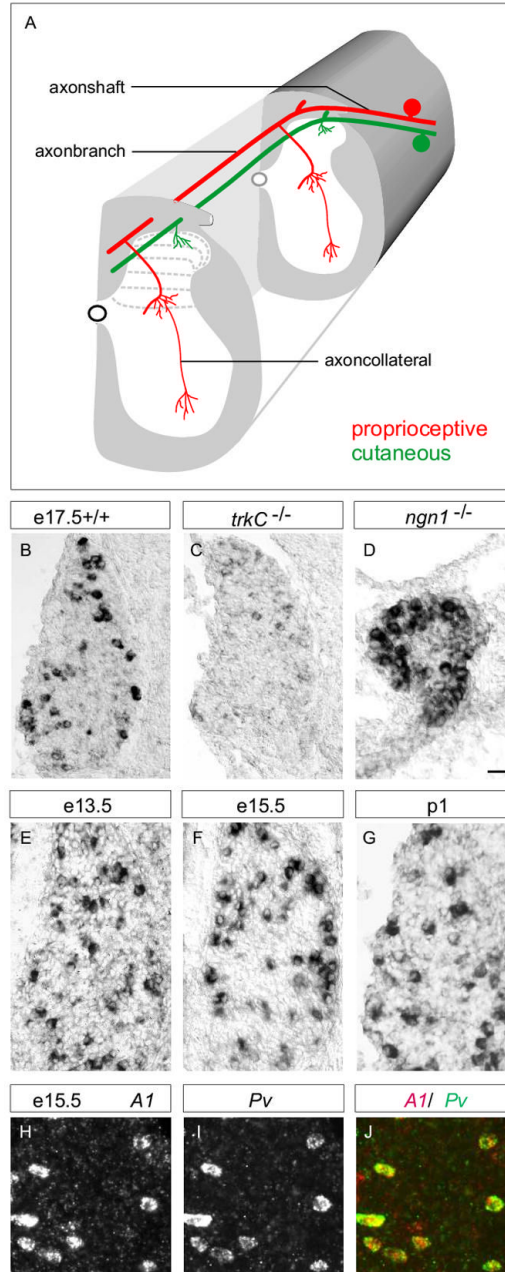 A
axonshaft
axonbranch
axoncollateral
proprioceptive
cutaneous
e17.5+/+ trkC -/- ngn1 -/-
B C D
e13.5 e15.5 p1
E F G
e15.5 A1 Pv A1/ Pv
H I J